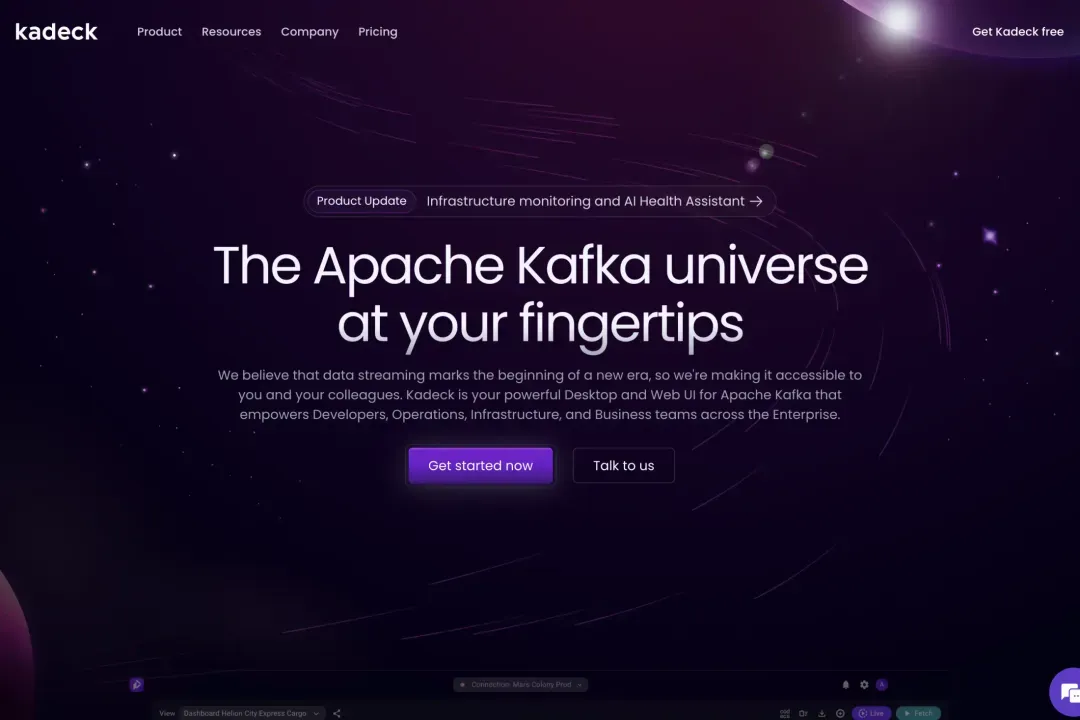 kadeck
Product Resources Company Pricing
Get Kadeck free
Product Update Infrastructure monitoring and AI Health Assistant →
The Apache Kafka universe
at your fingertips
We believe that data streaming marks the beginning of a new era, so we're making it accessible to
you and your colleagues. Kadeck is your powerful Desktop and Web UI for Apache Kafka that
empowers Developers, Operations, Infrastructure, and Business teams across the Enterprise.
Get started now
Talk to us
Connection: Mars Colony Prod
A
View Dashboard Helion City Express Cargo
Live
Fetch